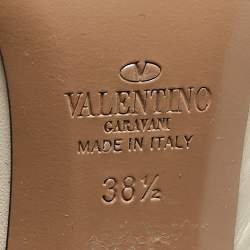 VALENTINO
GARAVANI
MADE IN ITALY
38½